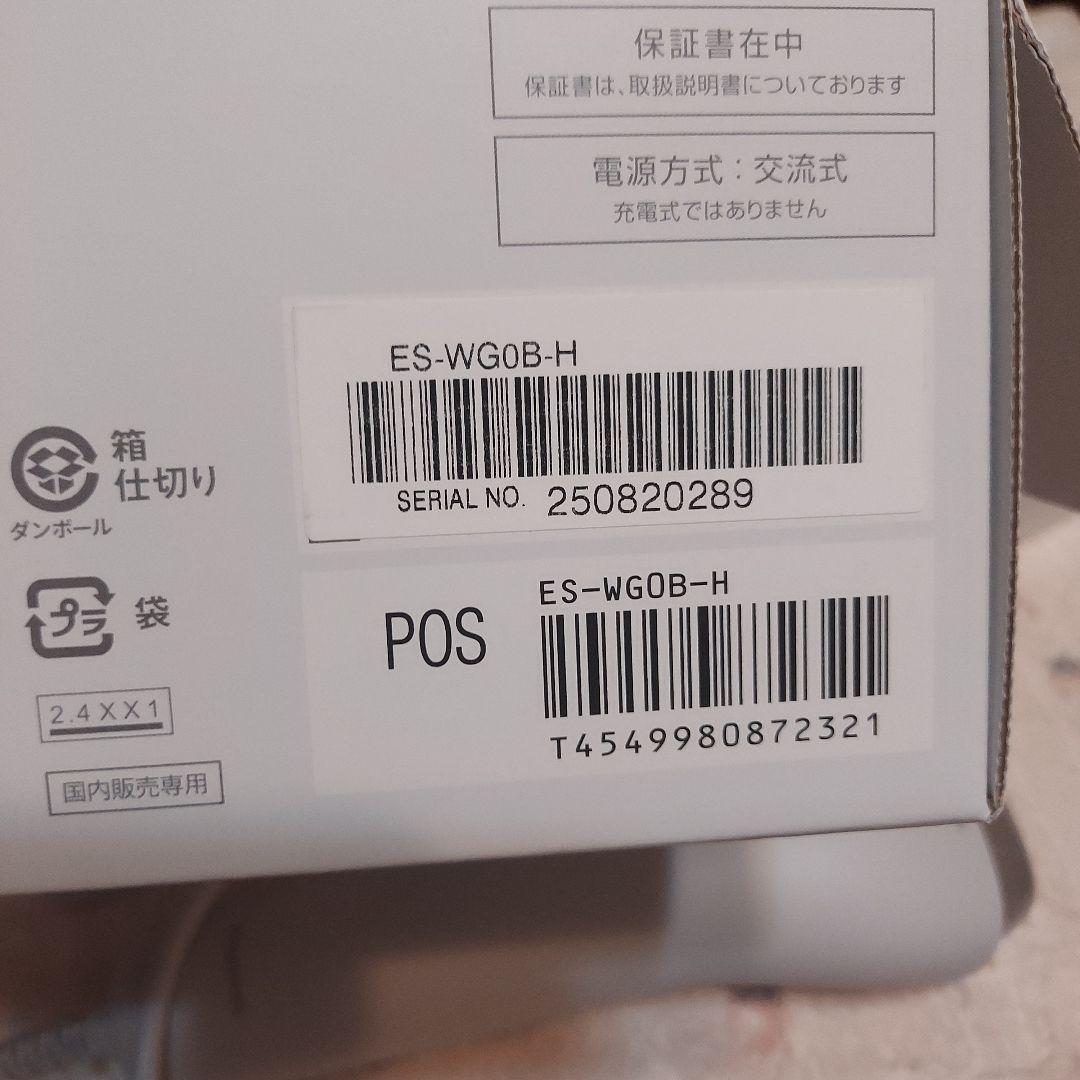 保証書在中
保証書は、取扱説明書についております
電源方式：交流式
充電式ではありません
ES-WG0B-H
SERIAL NO. 250820289
箱
仕切り
ダンボール
プラ 袋
ES-WG0B-H
POS
T4549980872321
2.4XX1
国内販売専用